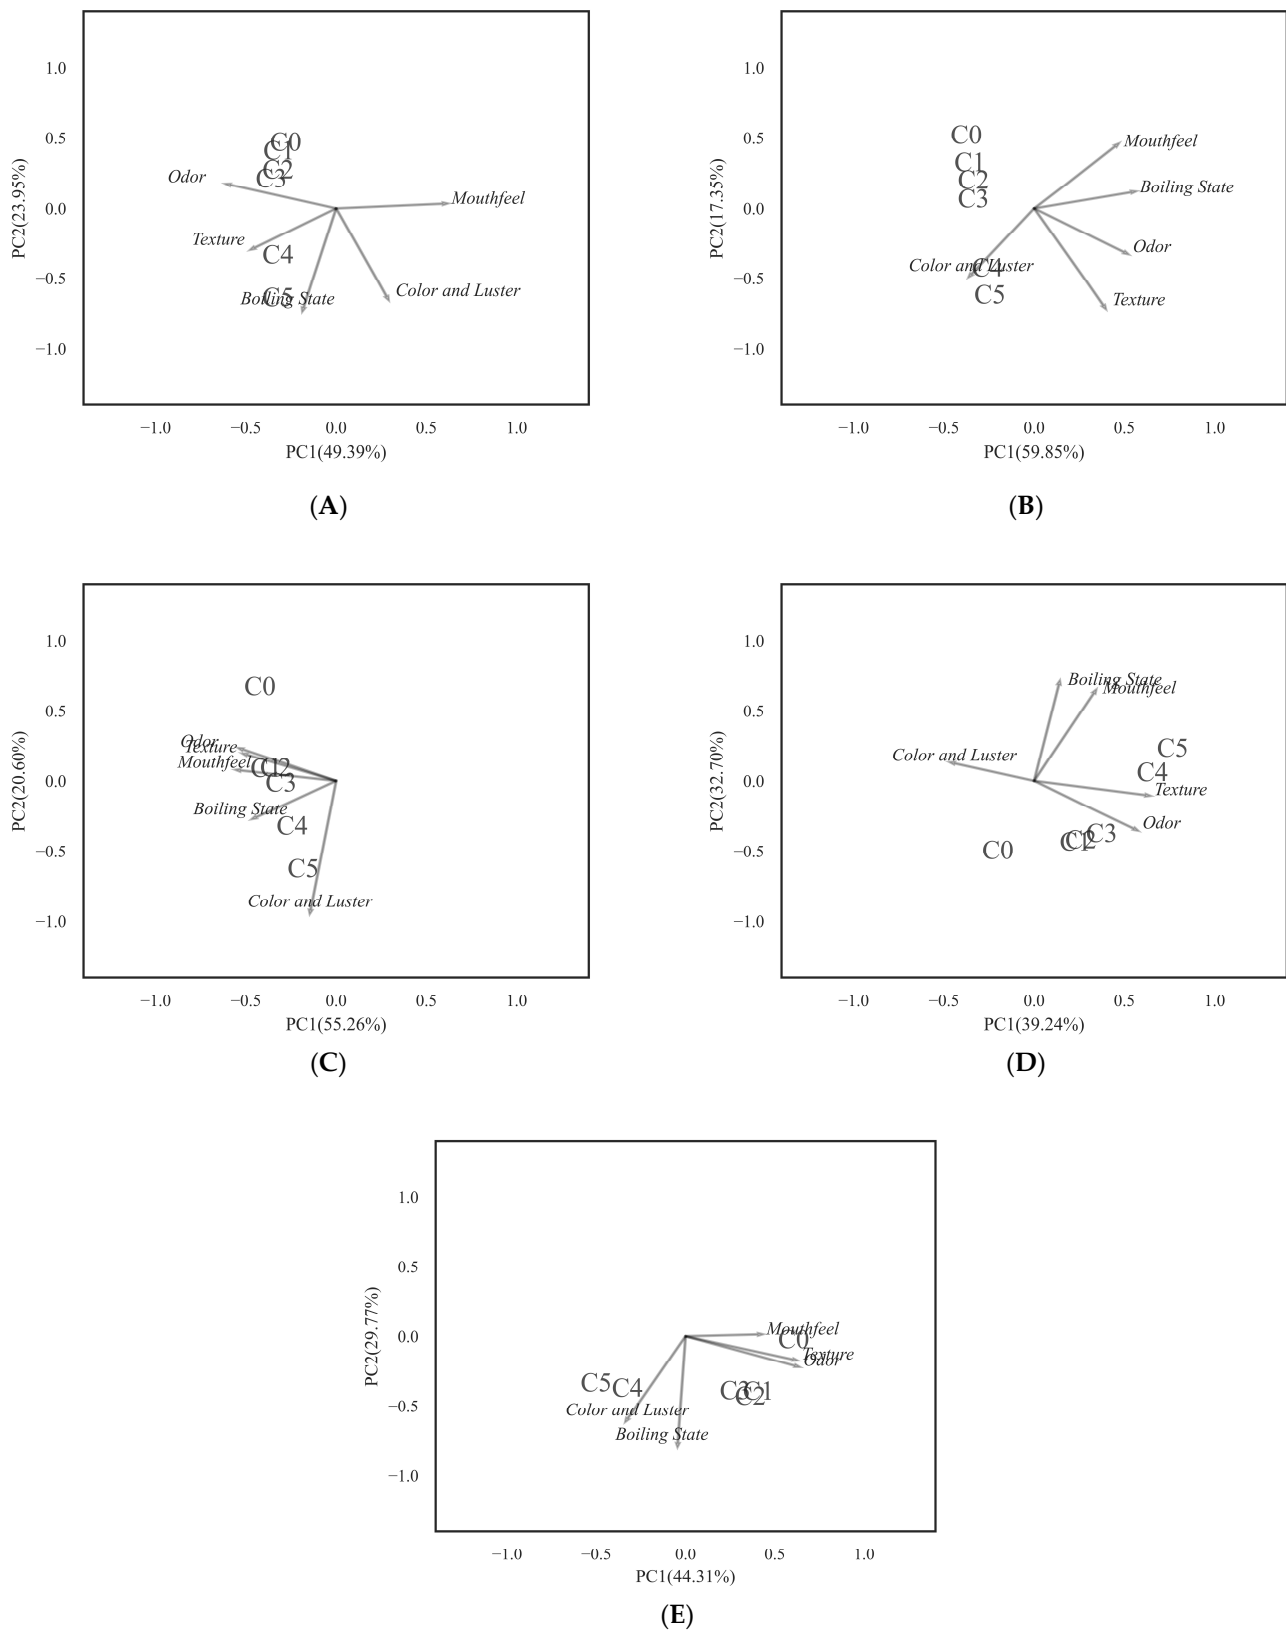 1.0
0.5
0.0
−0.5
−1.0
PC2(23.95%)
C0
C1
C2
C3
C4
C5
Odor
Texture
Boiling State
Mouthfeel
Color and Luster
−1.0 −0.5 0.0 0.5 1.0
PC1(49.39%)
(A)
1.0
0.5
0.0
−0.5
−1.0
PC2(17.35%)
C0
C1
C2
C3
C4
C5
Mouthfeel
Boiling State
Odor
Texture
Color and Luster
−1.0 −0.5 0.0 0.5 1.0
PC1(59.85%)
(B)
1.0
0.5
0.0
−0.5
−1.0
PC2(20.60%)
C0
Odor
Texture
Mouthfeel
C1
C2
C3
Boiling State
C4
C5
Color and Luster
−1.0 −0.5 0.0 0.5 1.0
PC1(55.26%)
(C)
1.0
0.5
0.0
−0.5
−1.0
PC2(32.70%)
Boiling State
Mouthfeel
Color and Luster
C5
C4
Texture
Odor
C3
C2
C1
C0
−1.0 −0.5 0.0 0.5 1.0
PC1(39.24%)
(D)
1.0
0.5
0.0
−0.5
−1.0
PC2(29.77%)
Mouthfeel
C0
Texture
Odor
C5
C4
C3
C1
C2
Color and Luster
Boiling State
−1.0 −0.5 0.0 0.5 1.0
PC1(44.31%)
(E)